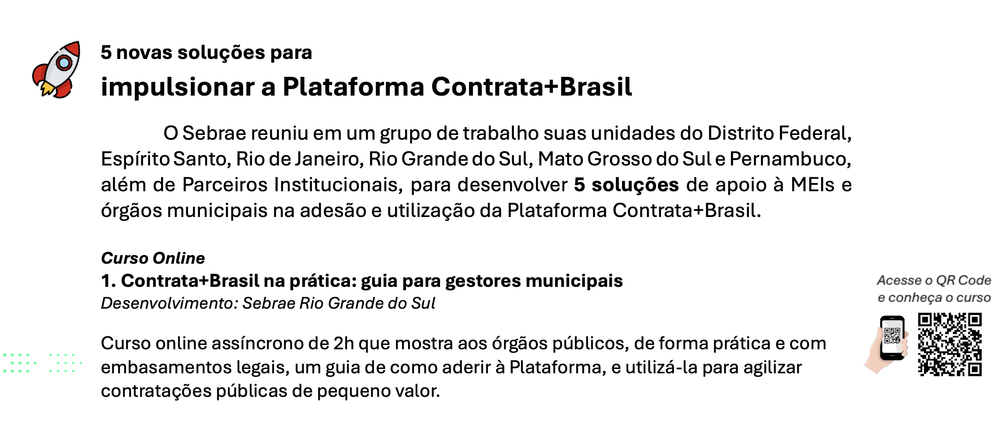 5 novas soluções para
impulsionar a Plataforma Contrata+Brasil
O Sebrae reuniu em um grupo de trabalho suas unidades do Distrito Federal,
Espírito Santo, Rio de Janeiro, Rio Grande do Sul, Mato Grosso do Sul e Pernambuco,
além de Parceiros Institucionais, para desenvolver 5 soluções de apoio à MEIs e
órgãos municipais na adesão e utilização da Plataforma Contrata+Brasil.
Curso Online
1. Contrata+Brasil na prática: guia para gestores municipais
Desenvolvimento: Sebrae Rio Grande do Sul
Acesse o QR Code
e conheça o curso
Curso online assíncrono de 2h que mostra aos órgãos públicos, de forma prática e com
embasamentos legais, um guia de como aderir à Plataforma, e utilizá-la para agilizar
contratações públicas de pequeno valor.